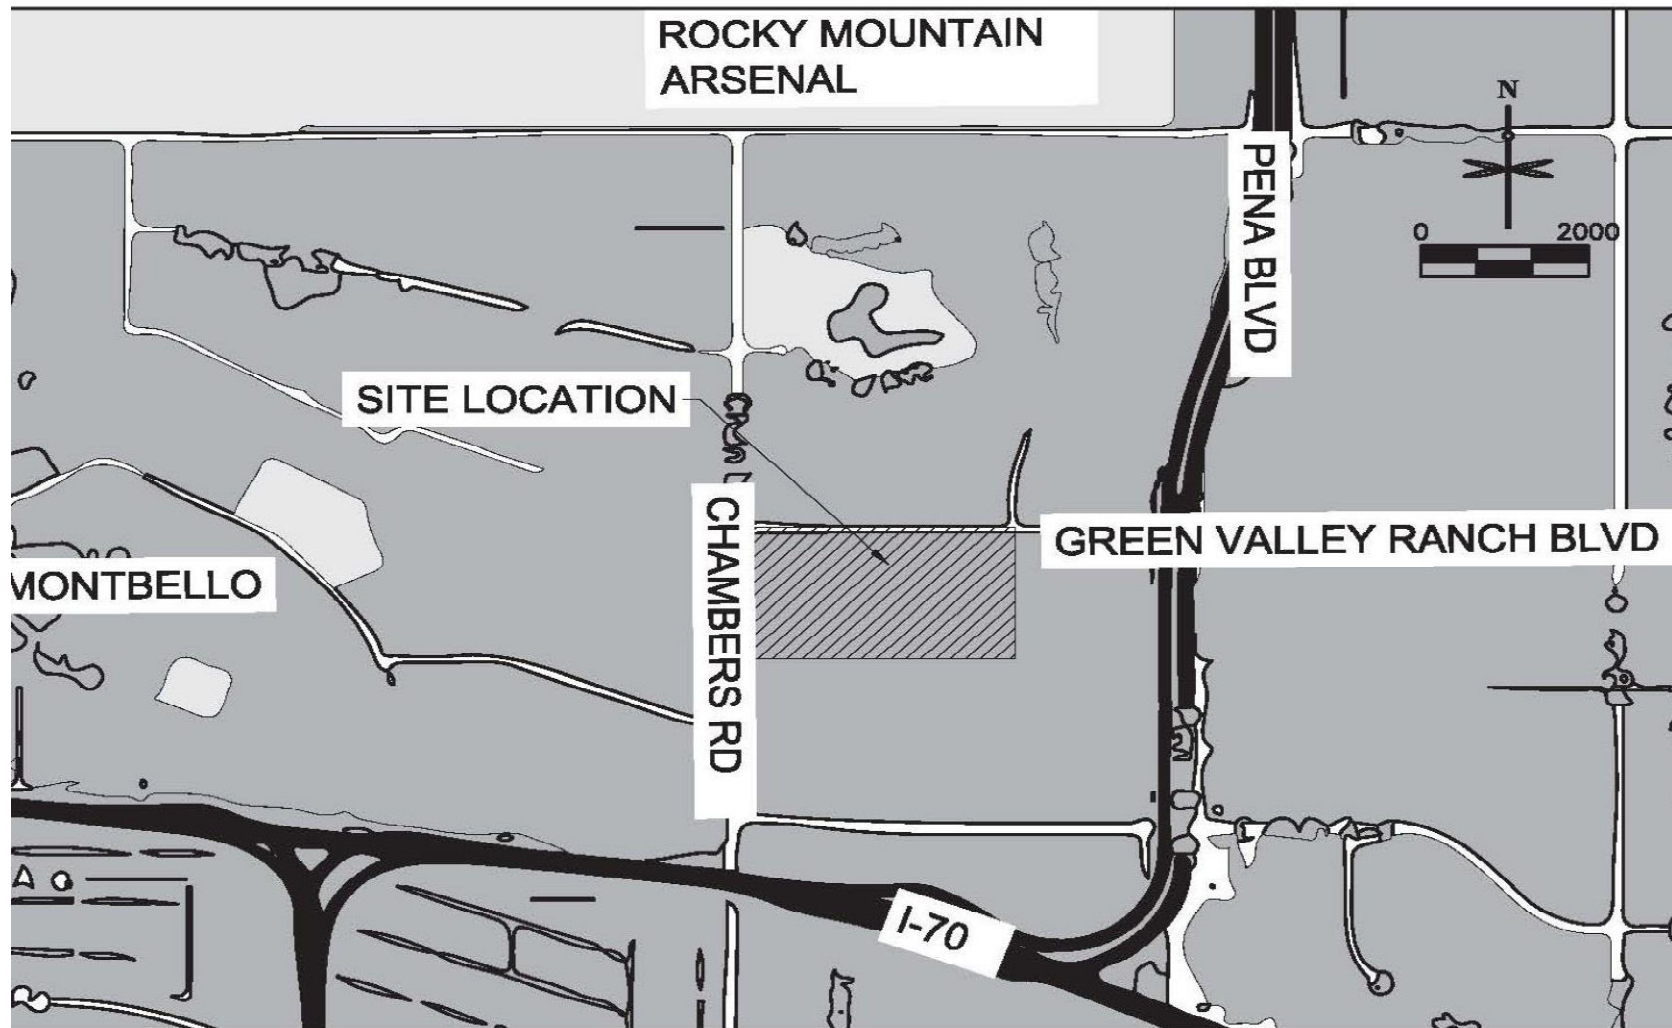 ROCKY MOUNTAIN
ARSENAL
N
0 2000
PENA BLVD
SITE LOCATION
CHAMBERS RD
GREEN VALLEY RANCH BLVD
MONTBELLO
I-70